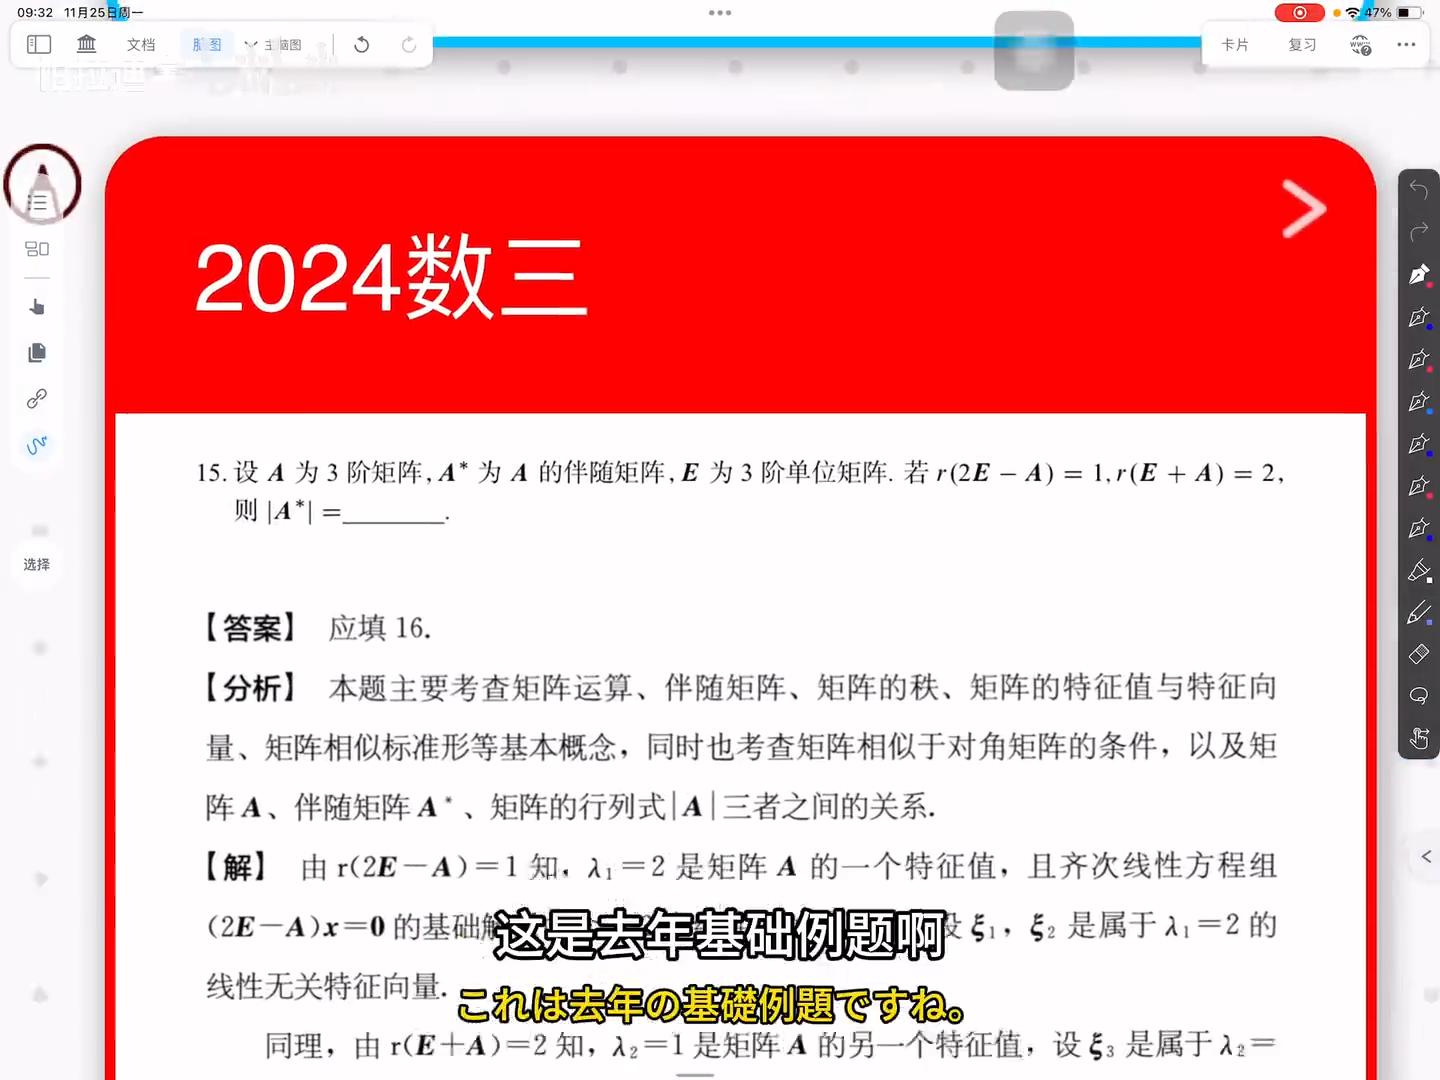 09:32 11月25日周一
47%
文档
脑图
主脑图
卡片
复习
2024数三
15. 设 A 为 3 阶矩阵, A* 为 A 的伴随矩阵, E 为 3 阶单位矩阵. 若 r(2E − A) = 1, r(E + A) = 2,
则 |A*| =________.
选择
【答案】 应填 16.
【分析】 本题主要考查矩阵运算、伴随矩阵、矩阵的秩、矩阵的特征值与特征向
量、矩阵相似标准形等基本概念，同时也考查矩阵相似于对角矩阵的条件，以及矩
阵 A、伴随矩阵 A*、矩阵的行列式|A|三者之间的关系.
【解】 由 r(2E−A)=1 知，λ₁=2 是矩阵 A 的一个特征值，且齐次线性方程组
(2E−A)x=0 的基础 ξ₁，ξ₂ 是属于 λ₁=2 的
这是去年基础例题啊
线性无关特征向量.
これは去年の基礎例題ですね。
同理，由 r(E+A)=2 知，λ₂=1 是矩阵 A 的另一个特征值，设 ξ₃ 是属于 λ₂=